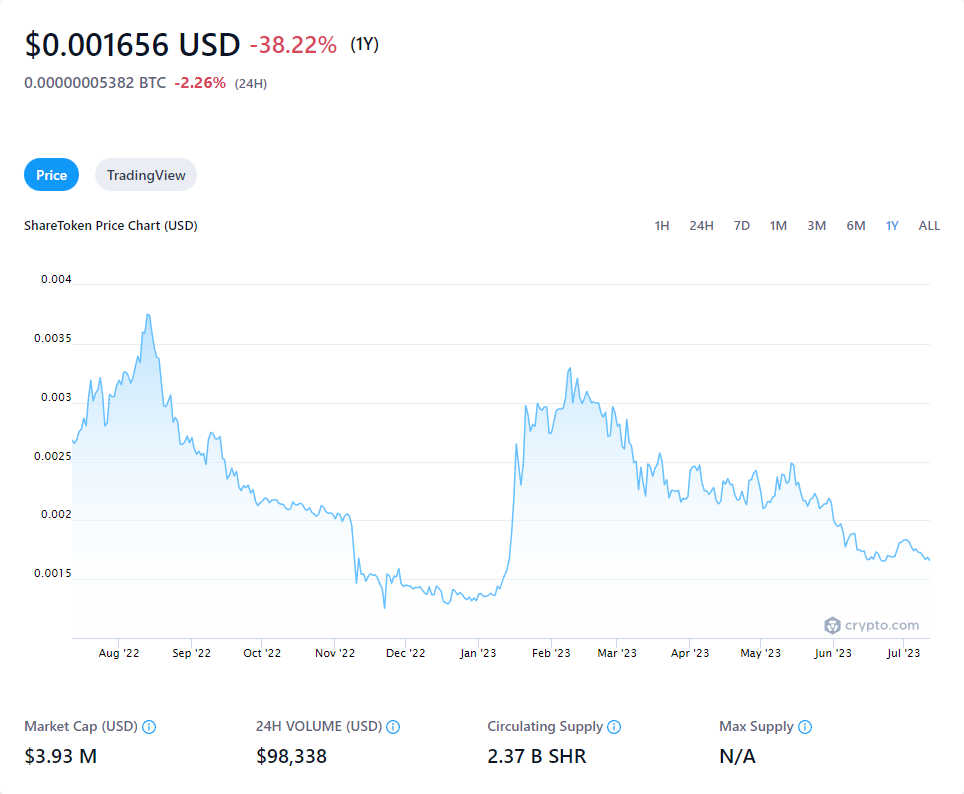 $0.001656 USD -38.22% (1Y)
0.00000005382 BTC -2.26% (24H)
Price TradingView
ShareToken Price Chart (USD) 1H 24H 7D 1M 3M 6M 1Y ALL
0.004
0.0035
0.003
0.0025
0.002
0.0015
crypto.com
Aug '22 Sep '22 Oct '22 Nov '22 Dec '22 Jan '23 Feb '23 Mar '23 Apr '23 May '23 Jun '23 Jul '23
Market Cap (USD) 24H VOLUME (USD) Circulating Supply Max Supply
$3.93 M $98,338 2.37 B SHR N/A